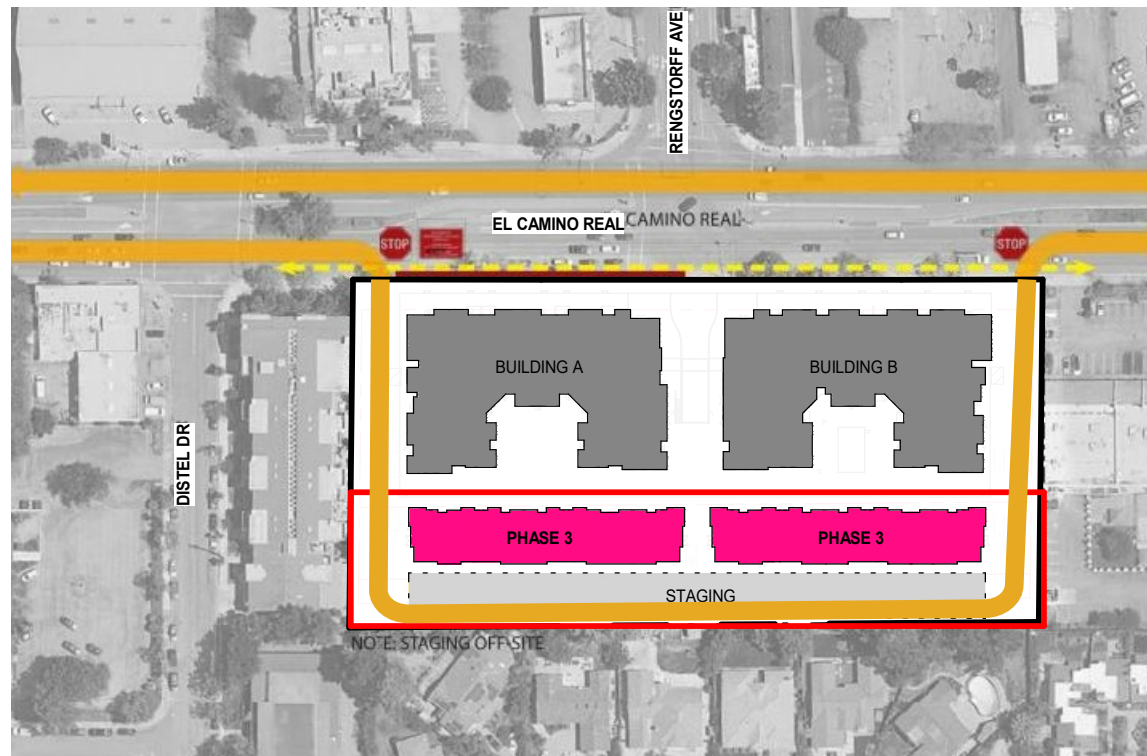 RENGSTORFF AVE
EL CAMINO REAL
CAMINO REAL
STOP
STOP
BUILDING A
BUILDING B
DISTEL DR
PHASE 3
PHASE 3
STAGING
NOTE: STAGING OFF-SITE